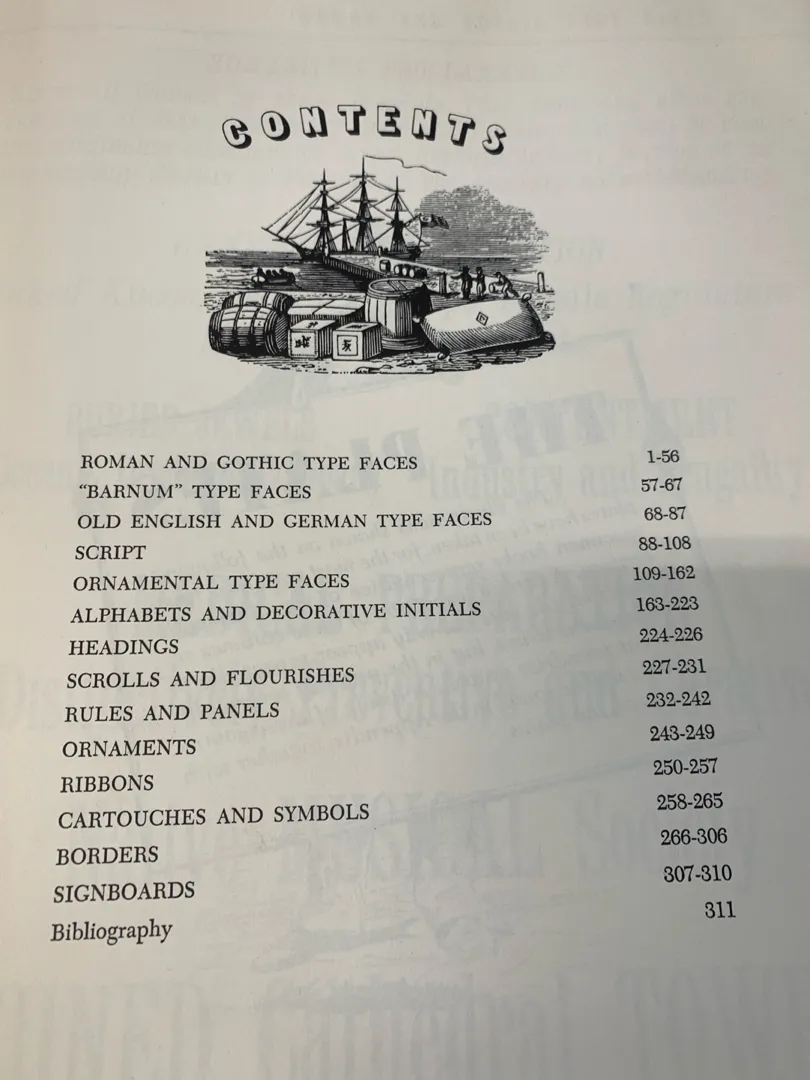 CONTENTS
ROMAN AND GOTHIC TYPE FACES 1-56
“BARNUM” TYPE FACES 57-67
OLD ENGLISH AND GERMAN TYPE FACES 68-87
SCRIPT 88-108
ORNAMENTAL TYPE FACES 109-162
ALPHABETS AND DECORATIVE INITIALS 163-223
HEADINGS 224-226
SCROLLS AND FLOURISHES 227-231
RULES AND PANELS 232-242
ORNAMENTS 243-249
RIBBONS 250-257
CARTOUCHES AND SYMBOLS 258-265
BORDERS 266-306
SIGNBOARDS 307-310
Bibliography 311